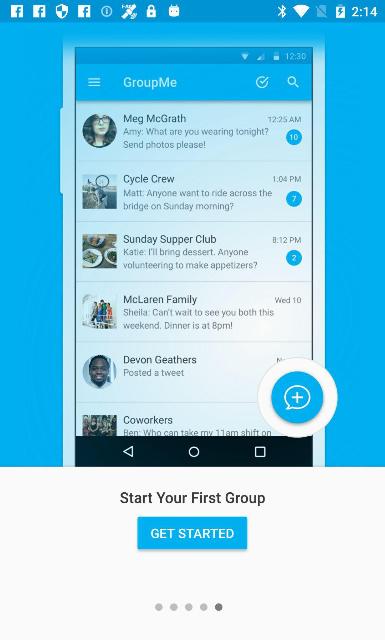 2:14
12:30
GroupMe
Meg McGrath 12:25 AM
Amy: What are you wearing tonight? 10
Send photos please!
Cycle Crew 1:04 PM
Matt: Anyone want to ride across the 7
bridge on Sunday morning?
Sunday Supper Club 8:12 PM
Katie: I'll bring dessert. Anyone 2
volunteering to make appetizers?
McLaren Family Wed 10
Sheila: Can't wait to see you both this
weekend. Dinner is at 8pm!
Devon Geathers
Posted a tweet
Coworkers
Ben: Who can take my 11am shift on
Start Your First Group
GET STARTED